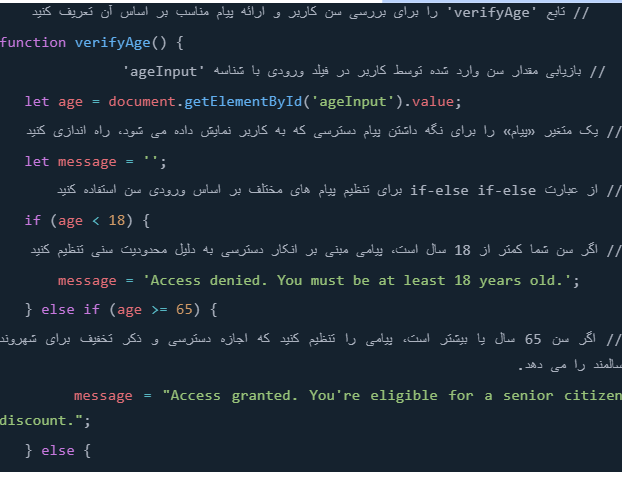 // تابع 'verifyAge' را برای بررسی سن کاربر و ارائه پیام مناسب بر اساس آن تعریف کنید
function verifyAge() {
// بازیابی مقدار سن وارد شده توسط کاربر در فیلد ورودی با شناسه 'ageInput'
let age = document.getElementById('ageInput').value;
// یک متغیر «پیام» را برای نگه داشتن پیام دسترسی که به کاربر نمایش داده می شود، راه اندازی کنید
let message = '';
// از عبارت if-else if-else برای تنظیم پیام های مختلف بر اساس ورودی سن استفاده کنید
if (age < 18) {
// اگر سن شما کمتر از 18 سال است، پیامی مبنی بر انکار دسترسی به دلیل محدودیت سنی تنظیم کنید
message = 'Access denied. You must be at least 18 years old.';
} else if (age >= 65) {
// اگر سن 65 سال یا بیشتر است، پیامی را تنظیم کنید که اجازه دسترسی و ذکر تخفیف برای شهروند
سالمند را می دهد.
message = "Access granted. You're eligible for a senior citizen
discount.";
} else {